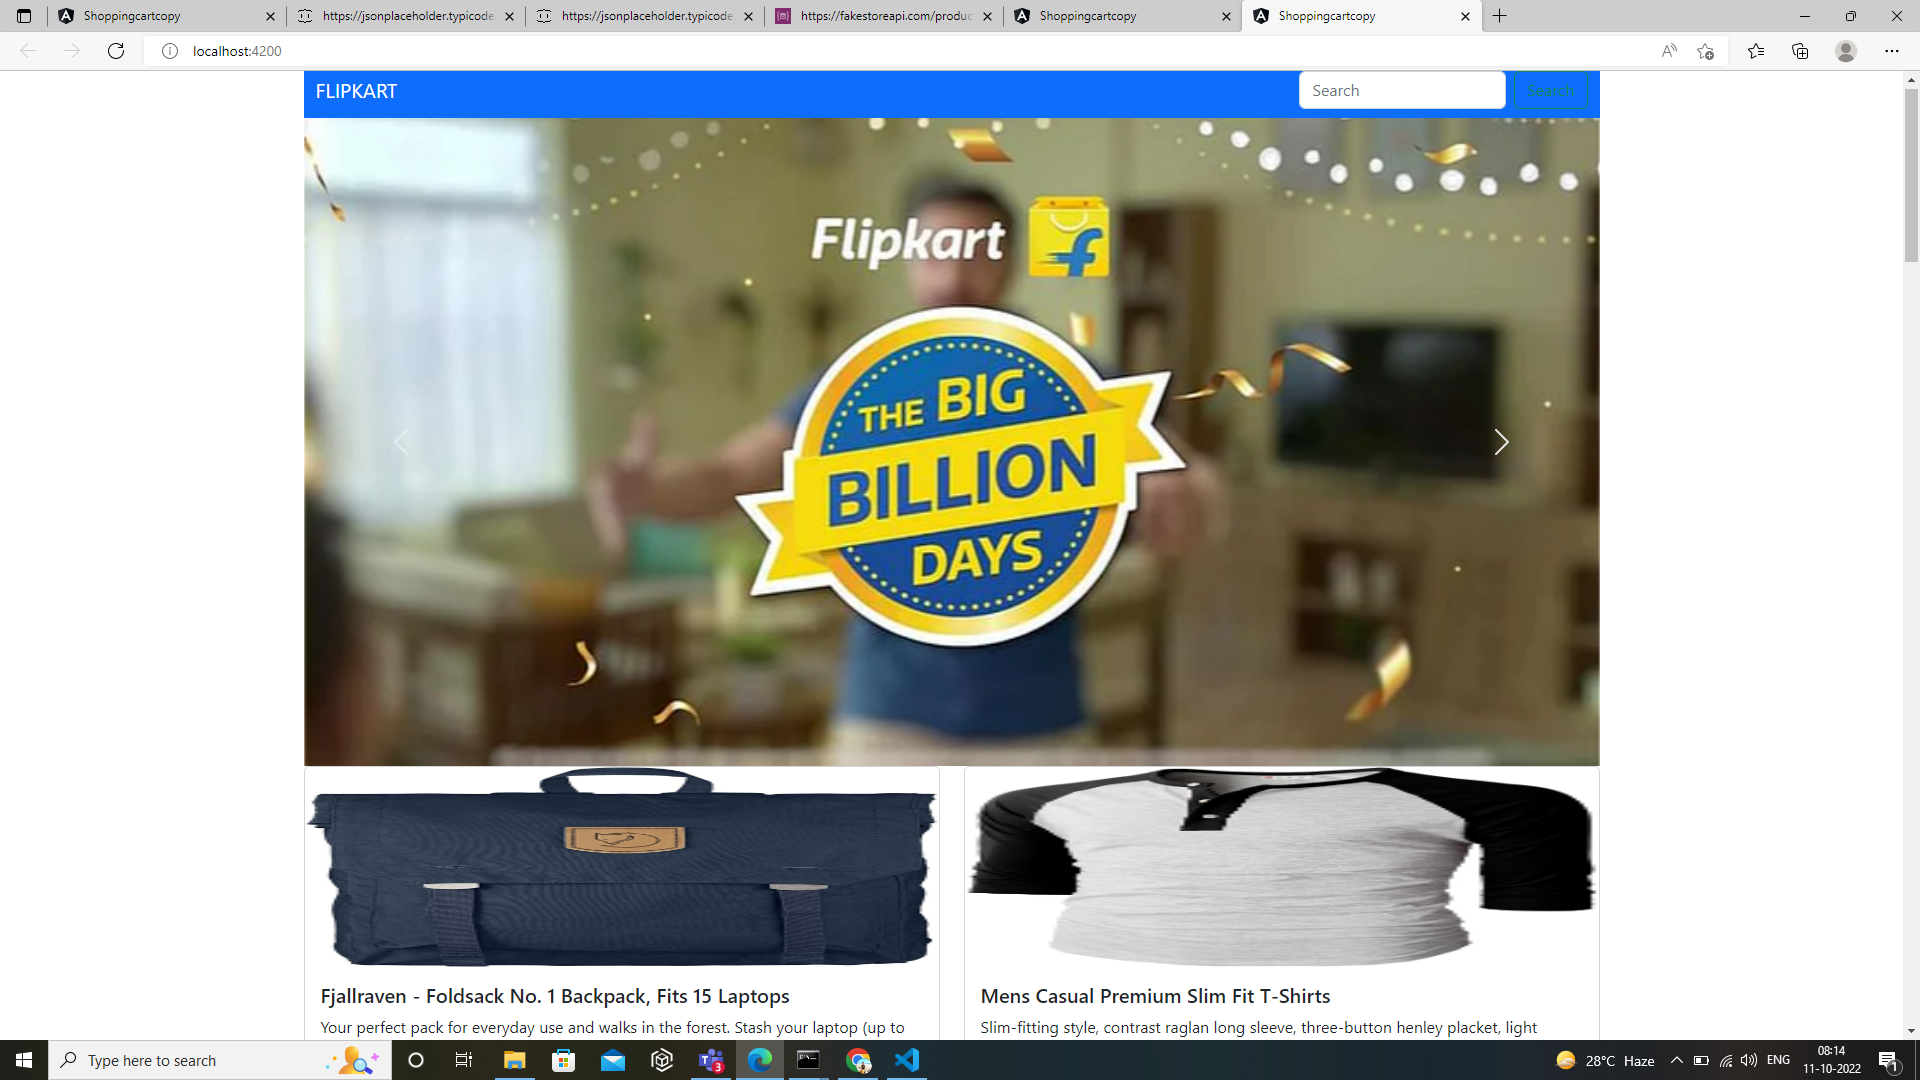 Shoppingcartcopy
https://jsonplaceholder.typicode
https://jsonplaceholder.typicode
https://fakestoreapi.com/produc
Shoppingcartcopy
Shoppingcartcopy
localhost:4200
FLIPKART
Search
Search
Flipkart
f
THE BIG
BILLION
DAYS
Fjallraven - Foldsack No. 1 Backpack, Fits 15 Laptops
Your perfect pack for everyday use and walks in the forest. Stash your laptop (up to
Mens Casual Premium Slim Fit T-Shirts
Slim-fitting style, contrast raglan long sleeve, three-button henley placket, light
Type here to search
3
28°C Haze
ENG
08:14
11-10-2022
1